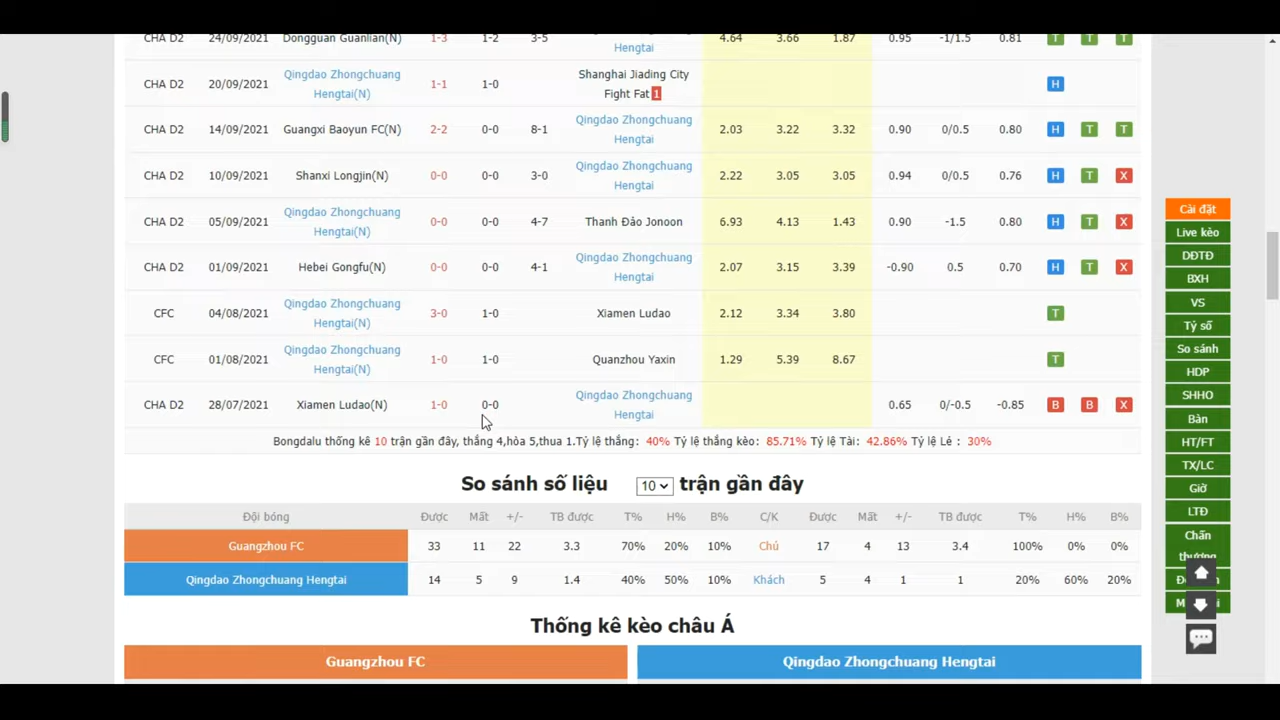 CHA D2 24/09/2021 Dongguan Guanlian(N) 1-3 1-2 3-5 Hengtai 4.64 3.66 1.87 0.95 -1/1.5 0.81 T T T
CHA D2 20/09/2021 Qingdao Zhongchuang Hengtai(N) 1-1 1-0 Shanghai Jiading City Fight Fat 1 H
CHA D2 14/09/2021 Guangxi Baoyun FC(N) 2-2 0-0 8-1 Qingdao Zhongchuang Hengtai 2.03 3.22 3.32 0.90 0/0.5 0.80 H T T
CHA D2 10/09/2021 Shanxi Longjin(N) 0-0 0-0 3-0 Qingdao Zhongchuang Hengtai 2.22 3.05 3.05 0.94 0/0.5 0.76 H T X
CHA D2 05/09/2021 Qingdao Zhongchuang Hengtai(N) 0-0 0-0 4-7 Thanh Đảo Jonoon 6.93 4.13 1.43 0.90 -1.5 0.80 H T X
CHA D2 01/09/2021 Hebei Gongfu(N) 0-0 0-0 4-1 Qingdao Zhongchuang Hengtai 2.07 3.15 3.39 -0.90 0.5 0.70 H T X
CFC 04/08/2021 Qingdao Zhongchuang Hengtai(N) 3-0 1-0 Xiamen Ludao 2.12 3.34 3.80 T
CFC 01/08/2021 Qingdao Zhongchuang Hengtai(N) 1-0 1-0 Quanzhou Yaxin 1.29 5.39 8.67 T
CHA D2 28/07/2021 Xiamen Ludao(N) 1-0 0-0 Qingdao Zhongchuang Hengtai 0.65 0/-0.5 -0.85 B B X
Bongdalu thống kê 10 trận gần đây, thắng 4,hòa 5,thua 1.Tỷ lệ thắng: 40% Tỷ lệ thắng kèo: 85.71% Tỷ lệ Tài: 42.86% Tỷ lệ Lẻ : 30%
So sánh số liệu 10 trận gần đây
Đội bóng Được Mất +/- TB được T% H% B% C/K Được Mất +/- TB được T% H% B%
Guangzhou FC 33 11 22 3.3 70% 20% 10% Chủ 17 4 13 3.4 100% 0% 0%
Qingdao Zhongchuang Hengtai 14 5 9 1.4 40% 50% 10% Khách 5 4 1 1 20% 60% 20%
Thống kê kèo châu Á
Guangzhou FC Qingdao Zhongchuang Hengtai
Cài đặt
Live kèo
DĐTĐ
BXH
VS
Tỷ số
So sánh
HDP
SHHO
Bàn
HT/FT
TX/LC
Giờ
LTĐ
Chấn
thương